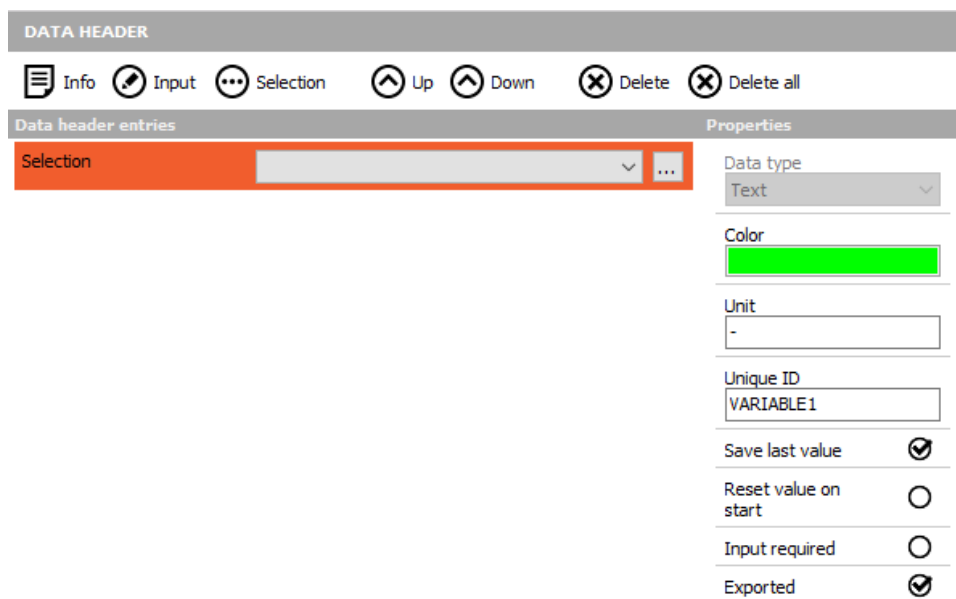 DATA HEADER
Info Input Selection Up Down Delete Delete all
Data header entries Properties
Selection ...
Data type
Text
Color
Unit
-
Unique ID
VARIABLE1
Save last value
Reset value on
start
Input required
Exported